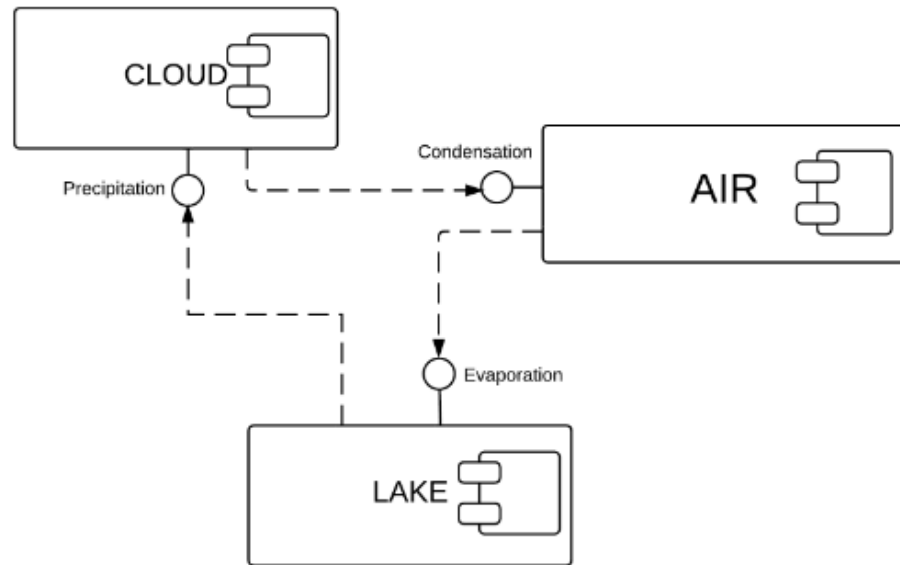 CLOUD
Condensation
Precipitation
AIR
Evaporation
LAKE